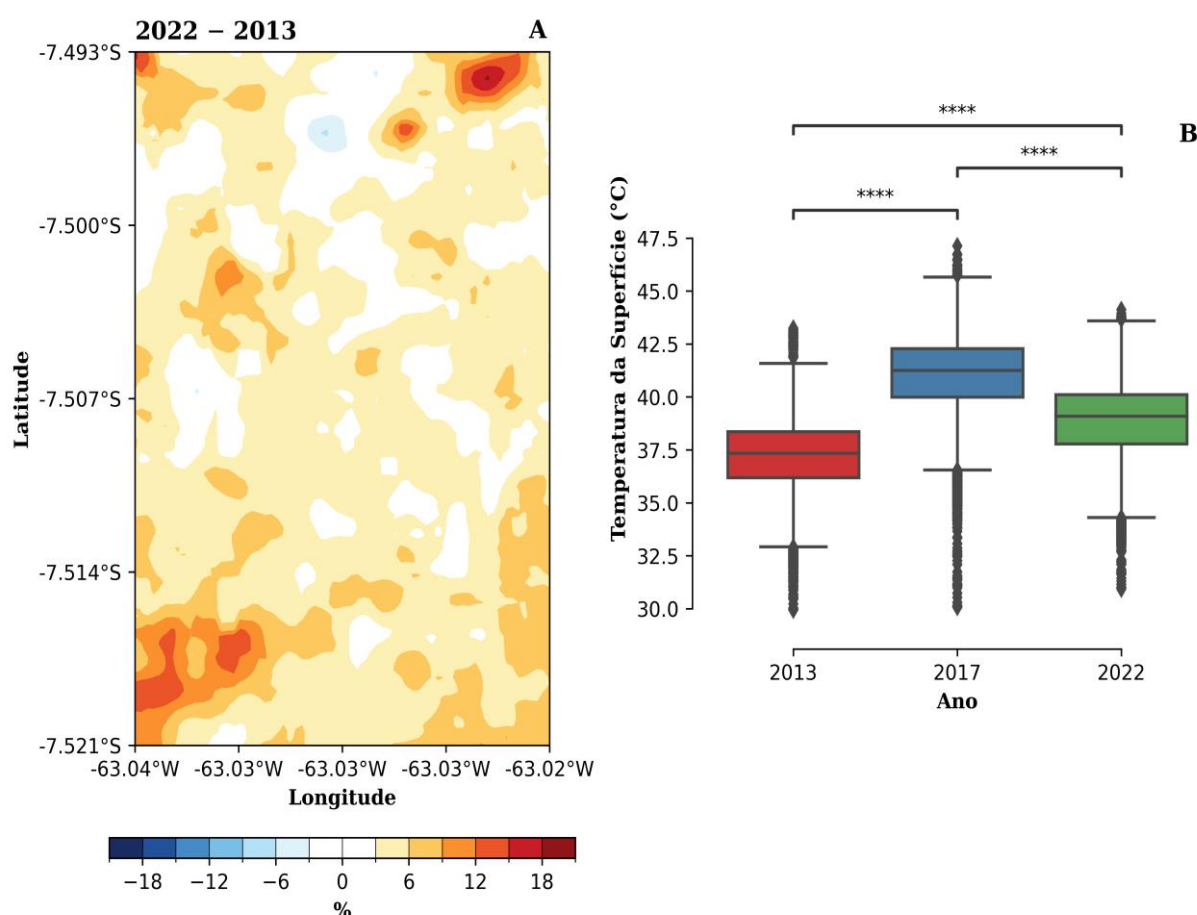 2022 − 2013
A
-7.493°S
-7.500°S
-7.507°S
-7.514°S
-7.521°S
Latitude
-63.04°W
-63.03°W
-63.03°W
-63.03°W
-63.02°W
Longitude
−18
−12
−6
0
6
12
18
%
B
****
****
****
Temperatura da Superfície (°C)
47.5
45.0
42.5
40.0
37.5
35.0
32.5
30.0
2013
2017
2022
Ano